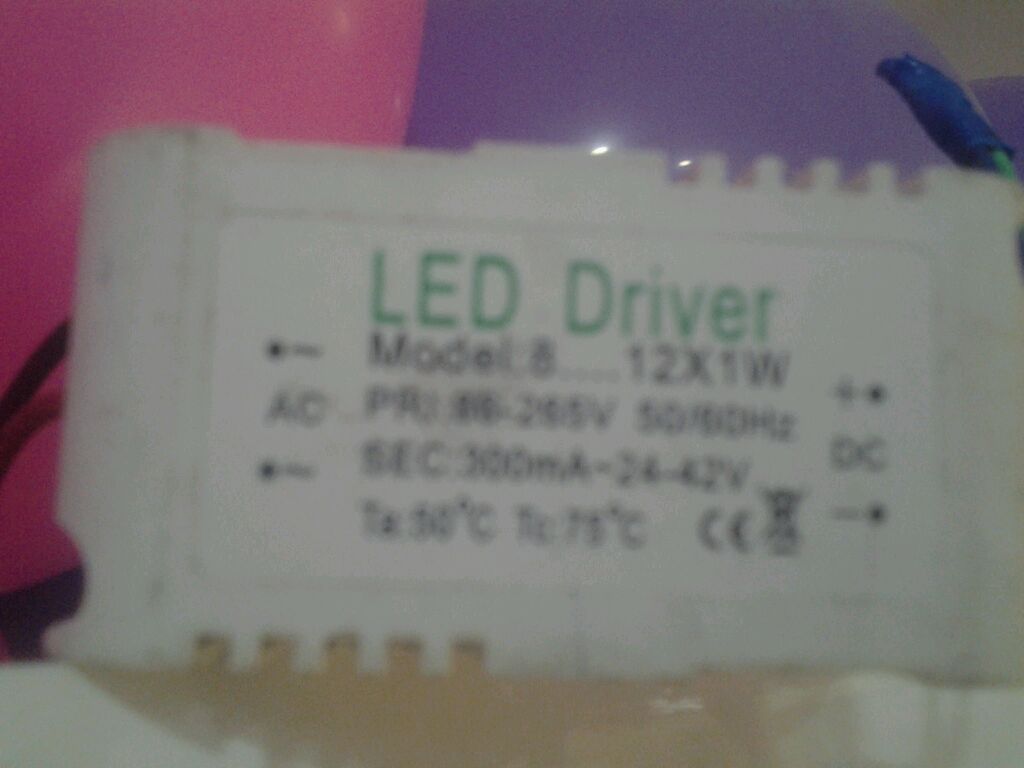 LED Driver
Model:8....12X1W
AC PRI:86-265V 50/60Hz
SEC:300mA~24-42V
DC
Ta:50°C Tc:75°C CE